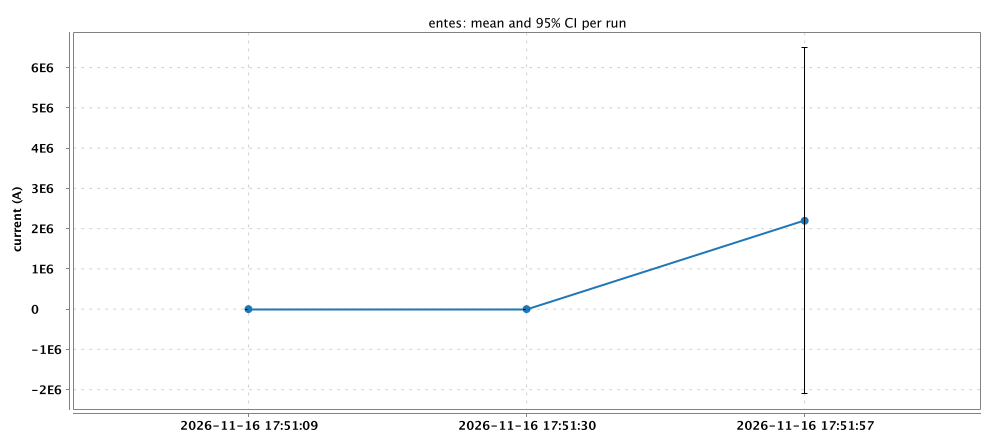 entes: mean and 95% CI per run
current (A)
6E6
5E6
4E6
3E6
2E6
1E6
0
-1E6
-2E6
2026-11-16 17:51:09
2026-11-16 17:51:30
2026-11-16 17:51:57